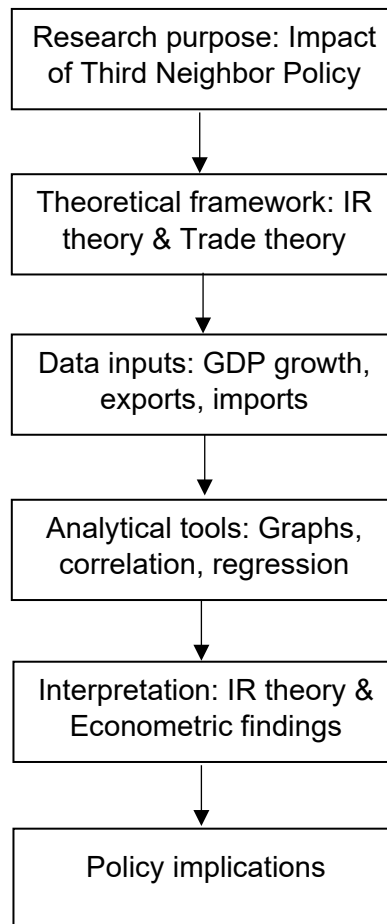 Research purpose: Impact
of Third Neighbor Policy
Theoretical framework: IR
theory & Trade theory
Data inputs: GDP growth,
exports, imports
Analytical tools: Graphs,
correlation, regression
Interpretation: IR theory &
Econometric findings
Policy implications